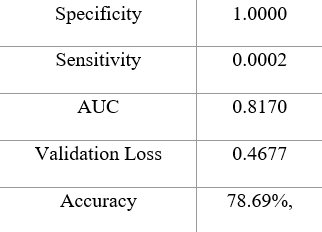 Specificity 1.0000
Sensitivity 0.0002
AUC 0.8170
Validation Loss 0.4677
Accuracy 78.69%,